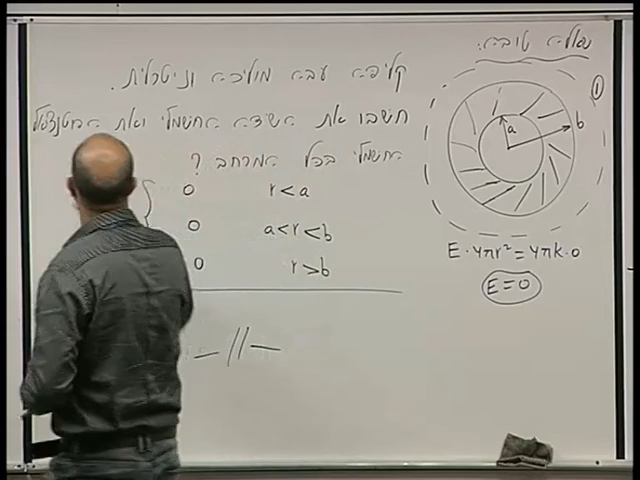 שאלה טובה:
①
קליפה עבה מוליכה וניטרלית.
חשבו את השדה החשמלי ואת הפוטנציאל
החשמלי בכל המרחב ?
a
b
0 r < a
0 a < r < b
0 r > b
E · 4πr² = 4πk · 0
E = 0
— // —